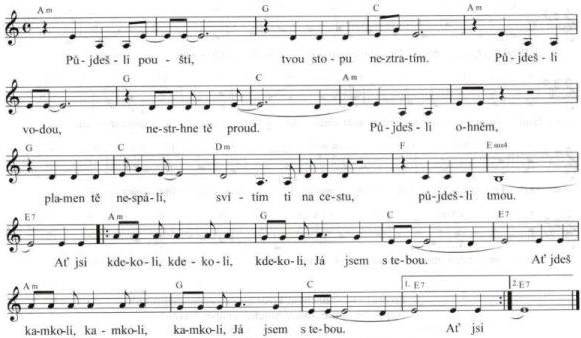 Am G C Am
Pů - jdeš - li pou - ští, tvou sto - pu ne-ztra-tím. Pů - jdeš - li
G C Am
vo-dou, ne-str-hne tě proud. Pů - jdeš - li o-hněm,
G C Dm F Esus4
pla-men tě ne-spá-lí, sví - tím ti na ce-stu, pů-jdeš-li tmou.
E7 Am G C E7
Ať jsi kde-ko-li, kde - ko - li, kde-ko-li, Já jsem s te-bou. Ať jdeš
Am G C 1. E7 2. E7
ka-mko-li, ka - mko-li, ka-mko-li, Já jsem s te-bou. Ať jsi